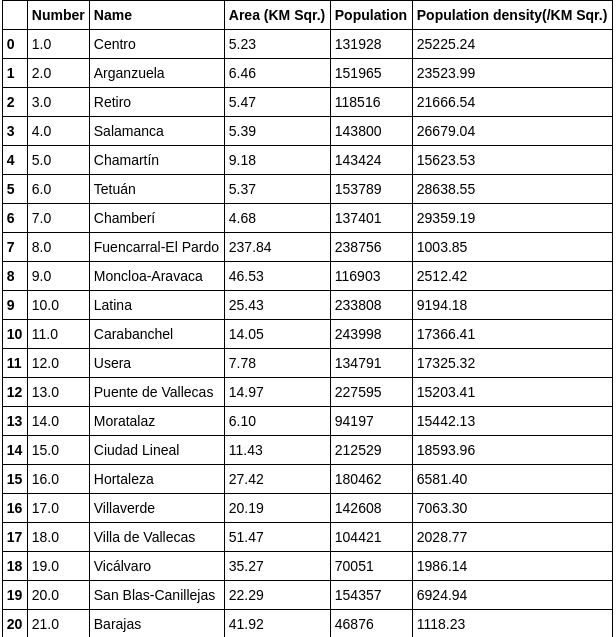 Number Name Area (KM Sqr.) Population Population density(/KM Sqr.)
0 1.0 Centro 5.23 131928 25225.24
1 2.0 Arganzuela 6.46 151965 23523.99
2 3.0 Retiro 5.47 118516 21666.54
3 4.0 Salamanca 5.39 143800 26679.04
4 5.0 Chamartín 9.18 143424 15623.53
5 6.0 Tetuán 5.37 153789 28638.55
6 7.0 Chamberí 4.68 137401 29359.19
7 8.0 Fuencarral-El Pardo 237.84 238756 1003.85
8 9.0 Moncloa-Aravaca 46.53 116903 2512.42
9 10.0 Latina 25.43 233808 9194.18
10 11.0 Carabanchel 14.05 243998 17366.41
11 12.0 Usera 7.78 134791 17325.32
12 13.0 Puente de Vallecas 14.97 227595 15203.41
13 14.0 Moratalaz 6.10 94197 15442.13
14 15.0 Ciudad Lineal 11.43 212529 18593.96
15 16.0 Hortaleza 27.42 180462 6581.40
16 17.0 Villaverde 20.19 142608 7063.30
17 18.0 Villa de Vallecas 51.47 104421 2028.77
18 19.0 Vicálvaro 35.27 70051 1986.14
19 20.0 San Blas-Canillejas 22.29 154357 6924.94
20 21.0 Barajas 41.92 46876 1118.23